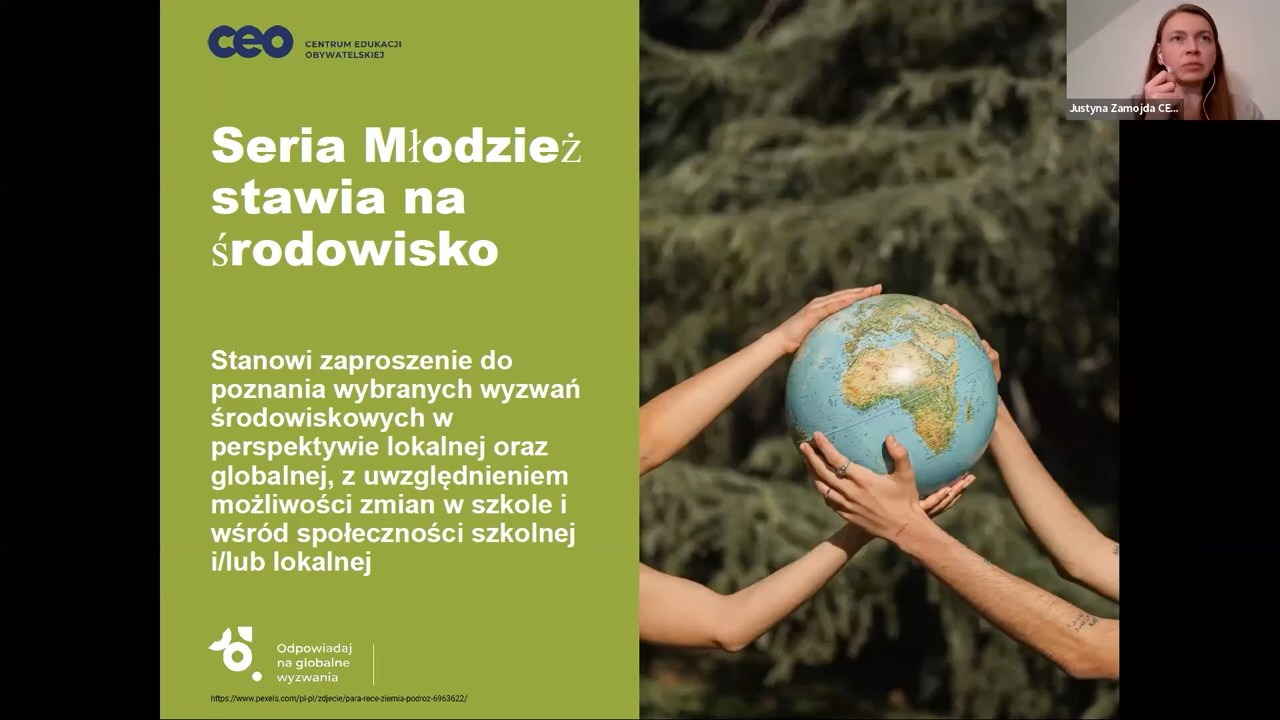 ceo CENTRUM EDUKACJI
OBYWATELSKIEJ
Seria Młodzież
stawia na
środowisko
Stanowi zaproszenie do
poznania wybranych wyzwań
środowiskowych w
perspektywie lokalnej oraz
globalnej, z uwzględnieniem
możliwości zmian w szkole i
wśród społeczności szkolnej
i/lub lokalnej
Odpowiadaj
na globalne
wyzwania
https://www.pexels.com/pl-pl/zdjecie/para-rece-ziemia-podroz-6963622/
Justyna Zamojda CE...